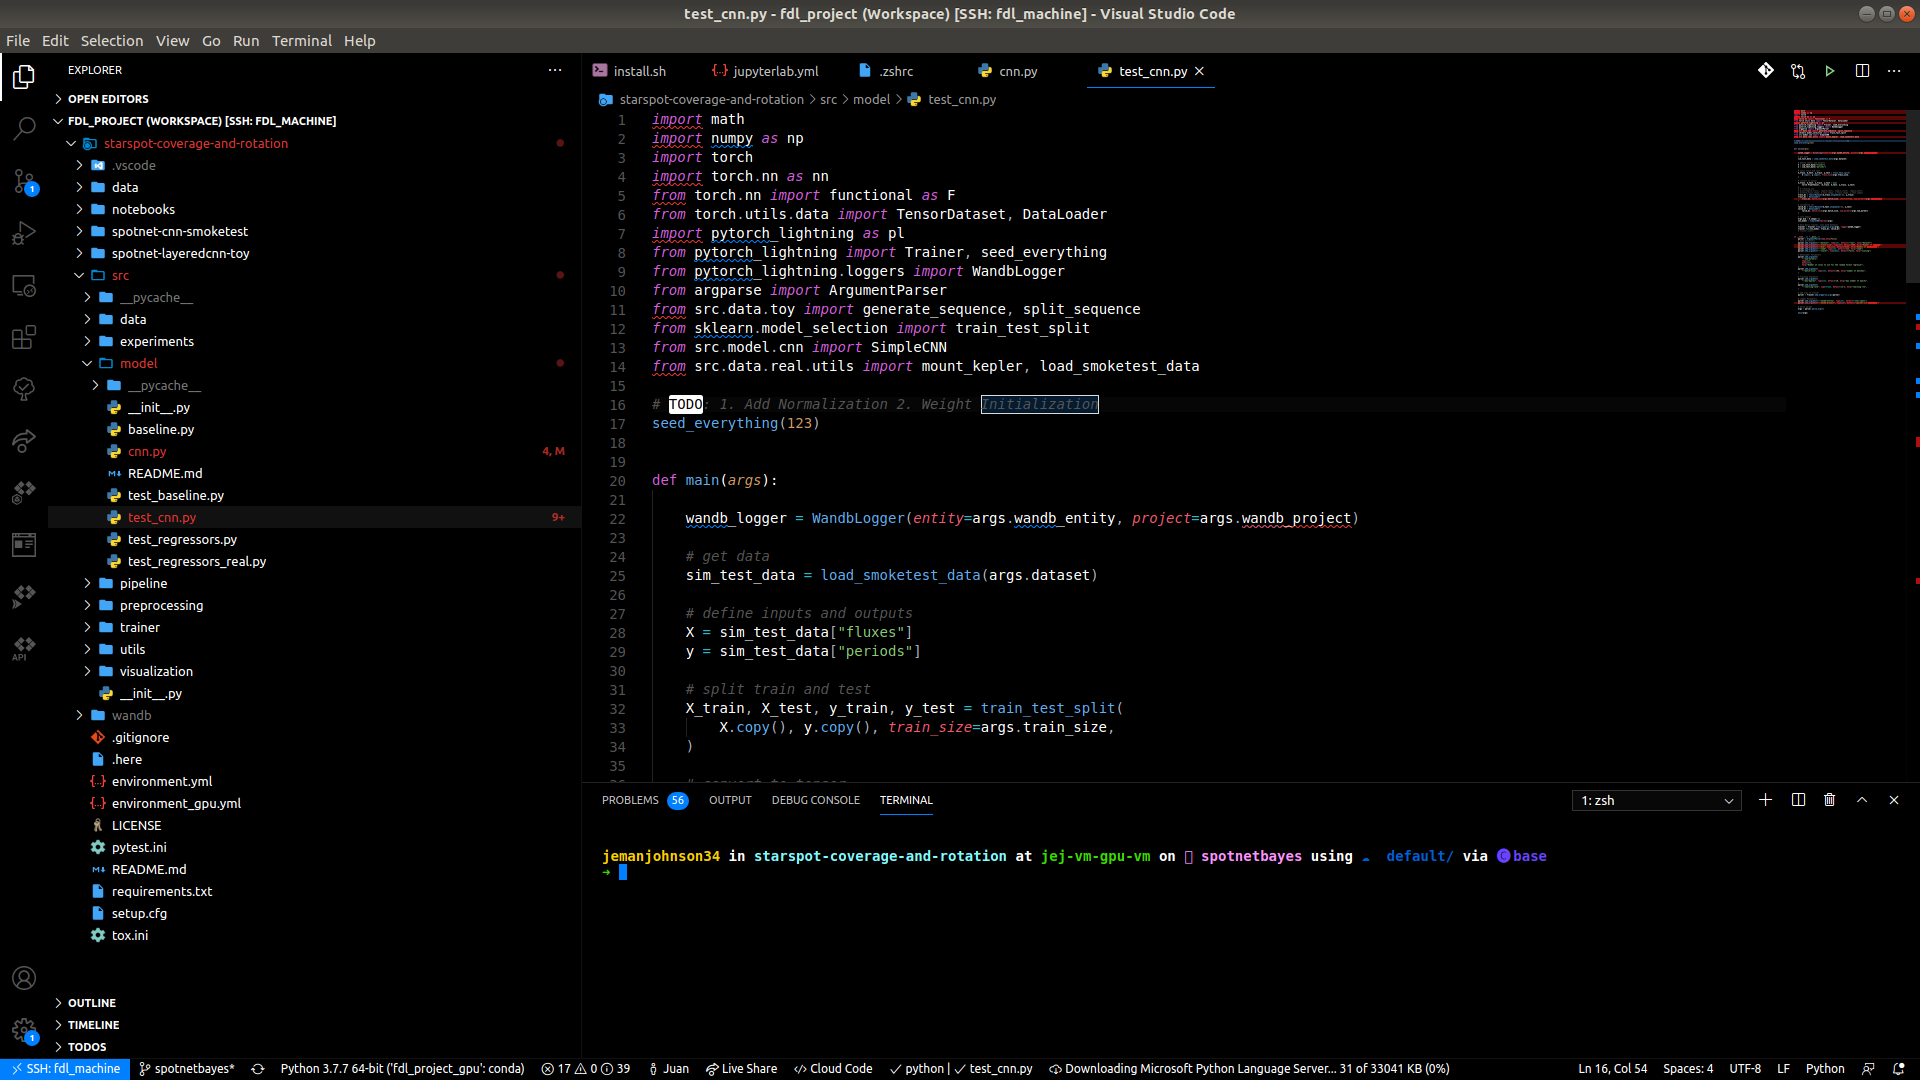 test_cnn.py - fdl_project (Workspace) [SSH: fdl_machine] - Visual Studio Code
File Edit Selection View Go Run Terminal Help
EXPLORER
OPEN EDITORS
FDL_PROJECT (WORKSPACE) [SSH: FDL_MACHINE]
starspot-coverage-and-rotation
.vscode
data
notebooks
spotnet-cnn-smoketest
spotnet-layeredcnn-toy
src
__pycache__
data
experiments
model
__pycache__
__init__.py
baseline.py
cnn.py 4, M
README.md
test_baseline.py
test_cnn.py 9+
test_regressors.py
test_regressors_real.py
pipeline
preprocessing
trainer
utils
visualization
__init__.py
wandb
.gitignore
.here
environment.yml
environment_gpu.yml
LICENSE
pytest.ini
README.md
requirements.txt
setup.cfg
tox.ini
OUTLINE
TIMELINE
TODOS
1
API
1
install.sh jupyterlab.yml .zshrc cnn.py test_cnn.py
starspot-coverage-and-rotation > src > model > test_cnn.py
1 import math
2 import numpy as np
3 import torch
4 import torch.nn as nn
5 from torch.nn import functional as F
6 from torch.utils.data import TensorDataset, DataLoader
7 import pytorch_lightning as pl
8 from pytorch_lightning import Trainer, seed_everything
9 from pytorch_lightning.loggers import WandbLogger
10 from argparse import ArgumentParser
11 from src.data.toy import generate_sequence, split_sequence
12 from sklearn.model_selection import train_test_split
13 from src.model.cnn import SimpleCNN
14 from src.data.real.utils import mount_kepler, load_smoketest_data
15
16 # TODO: 1. Add Normalization 2. Weight Initialization
17 seed_everything(123)
18
19
20 def main(args):
21
22 wandb_logger = WandbLogger(entity=args.wandb_entity, project=args.wandb_project)
23
24 # get data
25 sim_test_data = load_smoketest_data(args.dataset)
26
27 # define inputs and outputs
28 X = sim_test_data["fluxes"]
29 y = sim_test_data["periods"]
30
31 # split train and test
32 X_train, X_test, y_train, y_test = train_test_split(
33 X.copy(), y.copy(), train_size=args.train_size,
34 )
35
36 # convert to tensor
PROBLEMS 56 OUTPUT DEBUG CONSOLE TERMINAL 1: zsh
jemanjohnson34 in starspot-coverage-and-rotation at jej-vm-gpu-vm on spotnetbayes using default/ via C base
➜
SSH: fdl_machine spotnetbayes* Python 3.7.7 64-bit ('fdl_project_gpu': conda) 17 0 39 Juan Live Share Cloud Code ✓ python | ✓ test_cnn.py Downloading Microsoft Python Language Server... 31 of 33041 KB (0%) Ln 16, Col 54 Spaces: 4 UTF-8 LF Python